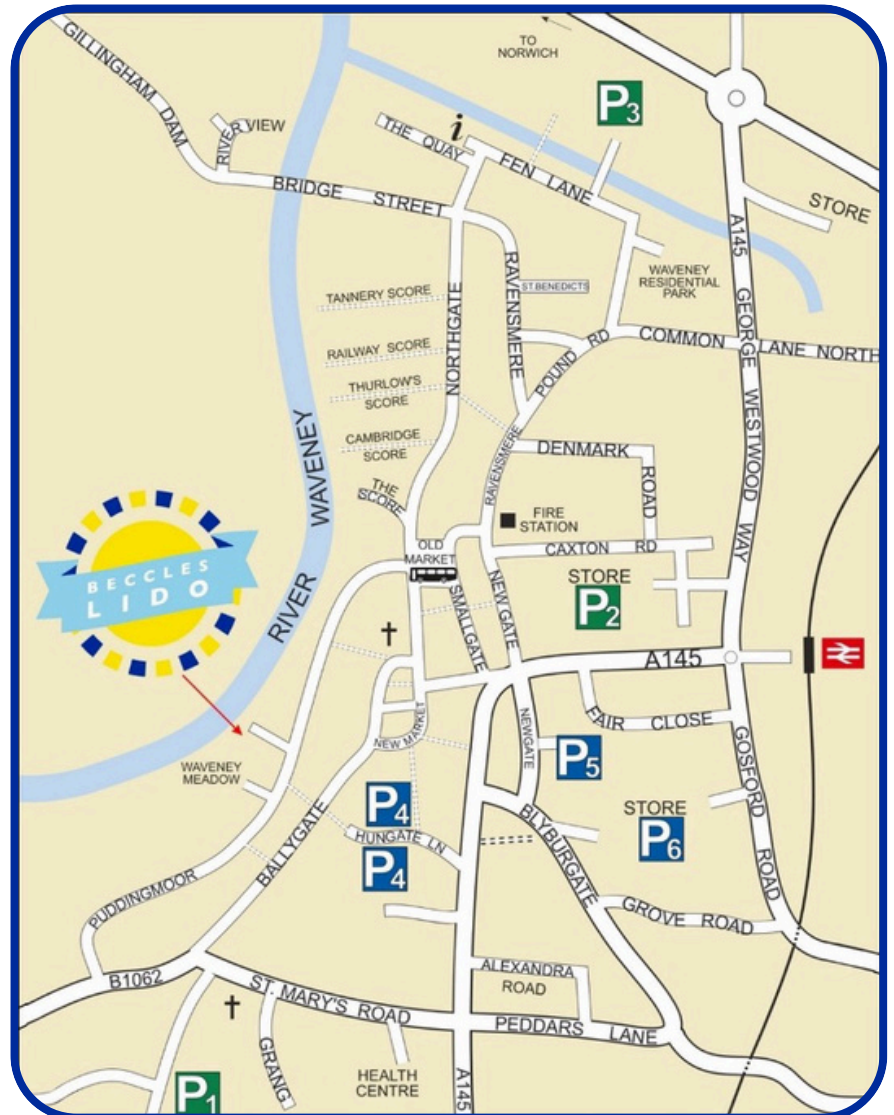 TO
NORWICH
GILLINGHAM DAM
P3
RIVER VIEW
i
THE QUAY
FEN LANE
BRIDGE STREET
STORE
A145 GEORGE WESTWOOD WAY
WAVENEY
RESIDENTIAL
PARK
ST.BENEDICTS
TANNERY SCORE
RAVENSMERE
NORTHGATE
RAILWAY SCORE
POUND RD
COMMON LANE NORTH
THURLOW'S
SCORE
CAMBRIDGE
SCORE
RAVENSMERE
DENMARK ROAD
THE
SCORE
FIRE
STATION
RIVER WAVENEY
OLD
MARKET
CAXTON RD
BECCLES
LIDO
STORE
P2
NEW GATE
SMALLGATE
A145
NEW MARKET
NEWGATE
FAIR CLOSE
GOSFORD ROAD
WAVENEY
MEADOW
P5
P4
STORE
P6
BLYBURGATE
HUNGATE LN
P4
BALLYGATE
PUDDINGMOOR
GROVE ROAD
B1062
ST. MARY'S ROAD
ALEXANDRA
ROAD
PEDDARS LANE
GRANG
HEALTH
CENTRE
A145
P1